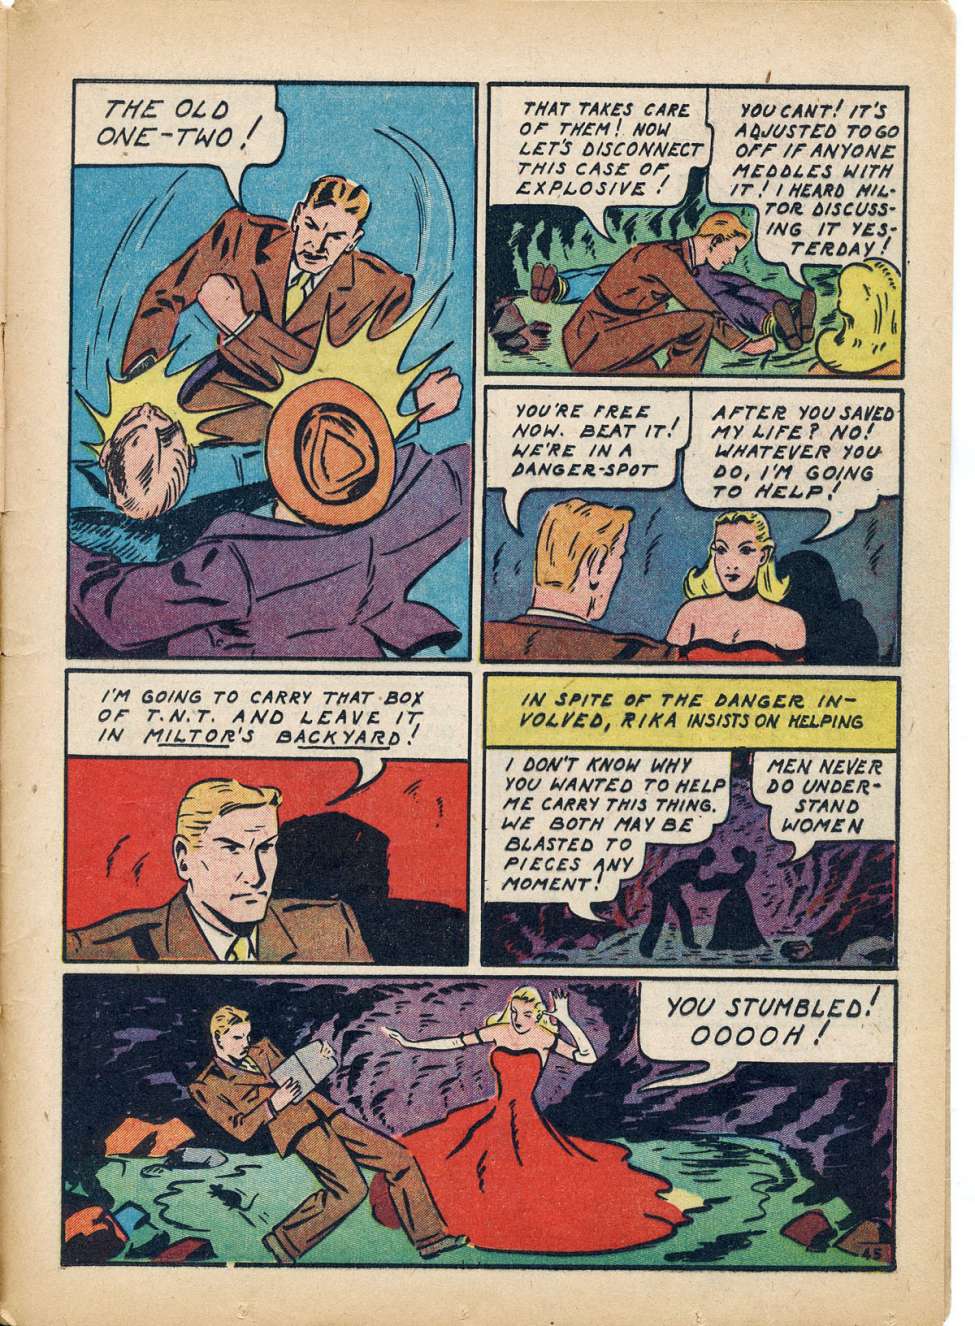 THE OLD
ONE-TWO!
THAT TAKES CARE
OF THEM! NOW
LET'S DISCONNECT
THIS CASE OF
EXPLOSIVE!
YOU CANT! IT'S
ADJUSTED TO GO
OFF IF ANYONE
MEDDLES WITH
IT! I HEARD MIL-
TOR DISCUSS-
ING IT YES-
TERDAY!
YOU'RE FREE
NOW. BEAT IT!
WE'RE IN A
DANGER-SPOT
AFTER YOU SAVED
MY LIFE? NO!
WHATEVER YOU
DO, I'M GOING
TO HELP!
I'M GOING TO CARRY THAT BOX
OF T.N.T. AND LEAVE IT
IN MILTOR'S BACKYARD!
IN SPITE OF THE DANGER IN-
VOLVED, RIKA INSISTS ON HELPING
I DON'T KNOW WHY
YOU WANTED TO HELP
ME CARRY THIS THING.
WE BOTH MAY BE
BLASTED TO
PIECES ANY
MOMENT!
MEN NEVER
DO UNDER-
STAND
WOMEN
YOU STUMBLED!
OOOOH!
45